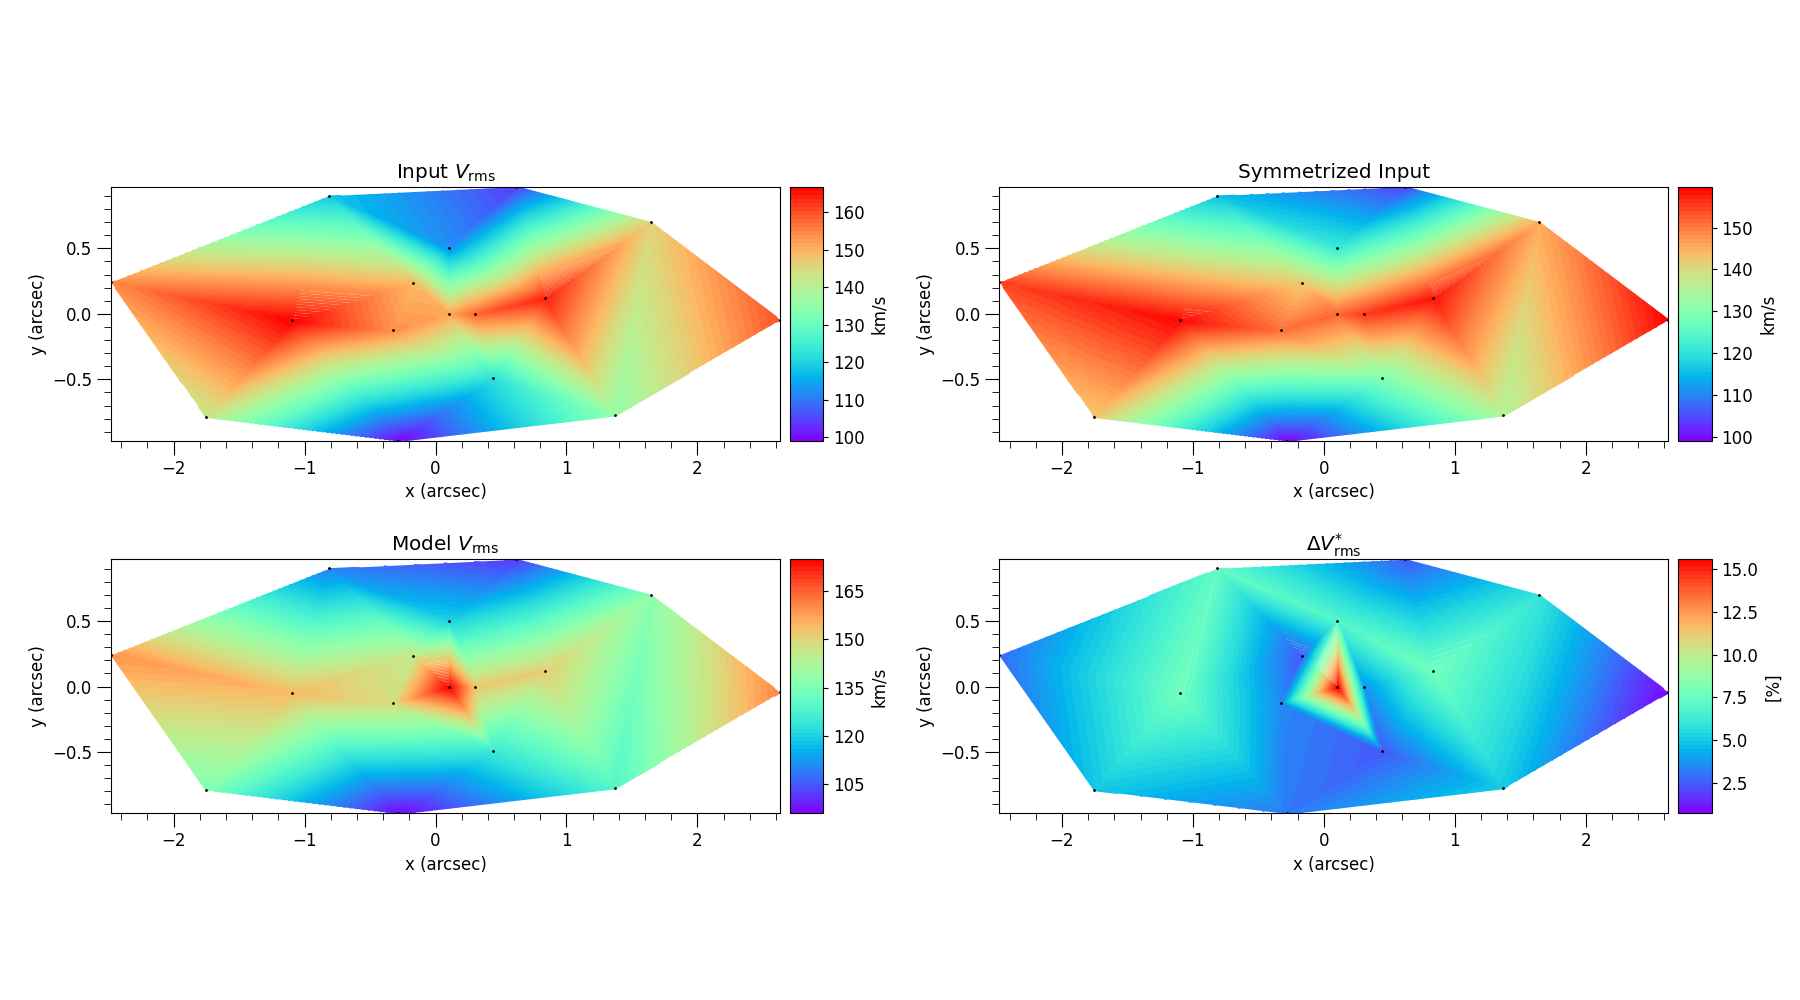 Input V_rms
Symmetrized Input
0.5
0.0
−0.5
y (arcsec)
−2 −1 0 1 2
x (arcsec)
160
150
140
130
120
110
100
km/s
0.5
0.0
−0.5
y (arcsec)
−2 −1 0 1 2
x (arcsec)
150
140
130
120
110
100
km/s
Model V_rms
ΔV*_rms
0.5
0.0
−0.5
y (arcsec)
−2 −1 0 1 2
x (arcsec)
165
150
135
120
105
km/s
0.5
0.0
−0.5
y (arcsec)
−2 −1 0 1 2
x (arcsec)
15.0
12.5
10.0
7.5
5.0
2.5
[%]